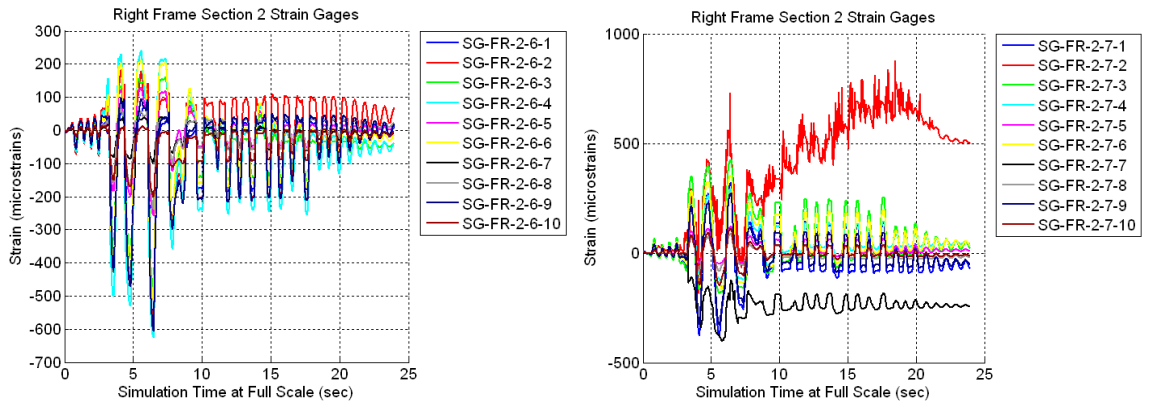 Right Frame Section 2 Strain Gages
300
200
100
0
-100
-200
-300
-400
-500
-600
-700
Strain (microstrains)
0 5 10 15 20 25
Simulation Time at Full Scale (sec)
SG-FR-2-6-1
SG-FR-2-6-2
SG-FR-2-6-3
SG-FR-2-6-4
SG-FR-2-6-5
SG-FR-2-6-6
SG-FR-2-6-7
SG-FR-2-6-8
SG-FR-2-6-9
SG-FR-2-6-10
Right Frame Section 2 Strain Gages
1000
500
0
-500
Strain (microstrains)
0 5 10 15 20 25
Simulation Time at Full Scale (sec)
SG-FR-2-7-1
SG-FR-2-7-2
SG-FR-2-7-3
SG-FR-2-7-4
SG-FR-2-7-5
SG-FR-2-7-6
SG-FR-2-7-7
SG-FR-2-7-8
SG-FR-2-7-9
SG-FR-2-7-10